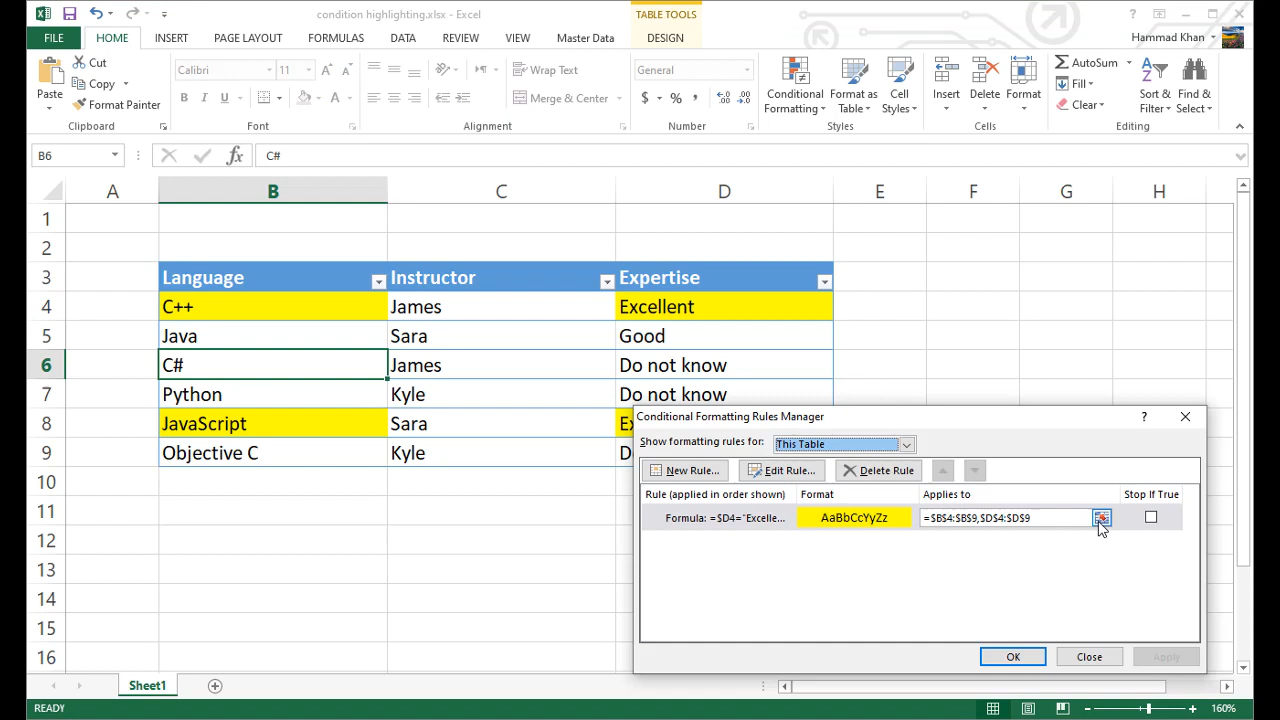 condition highlighting.xlsx - Excel
TABLE TOOLS
FILE HOME INSERT PAGE LAYOUT FORMULAS DATA REVIEW VIEW Master Data DESIGN Hammad Khan
Cut
Copy
Format Painter
Paste
Clipboard
Calibri 11
B I U
Font
Wrap Text
Merge & Center
Alignment
General
$ % ,
Number
Conditional Formatting
Format as Table
Cell Styles
Styles
Insert Delete Format
Cells
AutoSum
Fill
Clear
Sort & Filter
Find & Select
Editing
B6 fx C#
A B C D E F G H
1
2
3 Language Instructor Expertise
4 C++ James Excellent
5 Java Sara Good
6 C# James Do not know
7 Python Kyle Do not know
8 JavaScript Sara Ex
9 Objective C Kyle D
10
11
12
13
14
15
16
Conditional Formatting Rules Manager
Show formatting rules for: This Table
New Rule... Edit Rule... Delete Rule
Rule (applied in order shown) Format Applies to Stop If True
Formula: =$D4="Excelle... AaBbCcYyZz =$B$4:$B$9,$D$4:$D$9
OK Close Apply
Sheet1
READY 160%